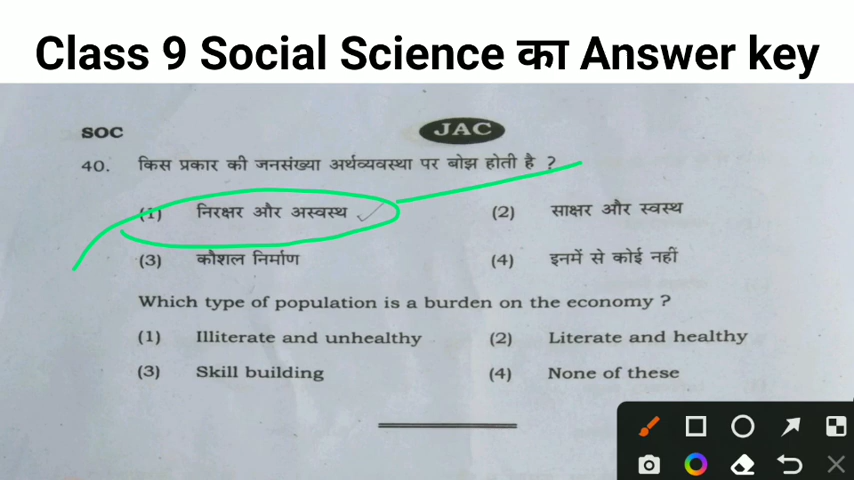 Class 9 Social Science का Answer key
SOC
JAC
40. किस प्रकार की जनसंख्या अर्थव्यवस्था पर बोझ होती है ?
(1) निरक्षर और अस्वस्थ (2) साक्षर और स्वस्थ
(3) कौशल निर्माण (4) इनमें से कोई नहीं
Which type of population is a burden on the economy ?
(1) Illiterate and unhealthy (2) Literate and healthy
(3) Skill building (4) None of these